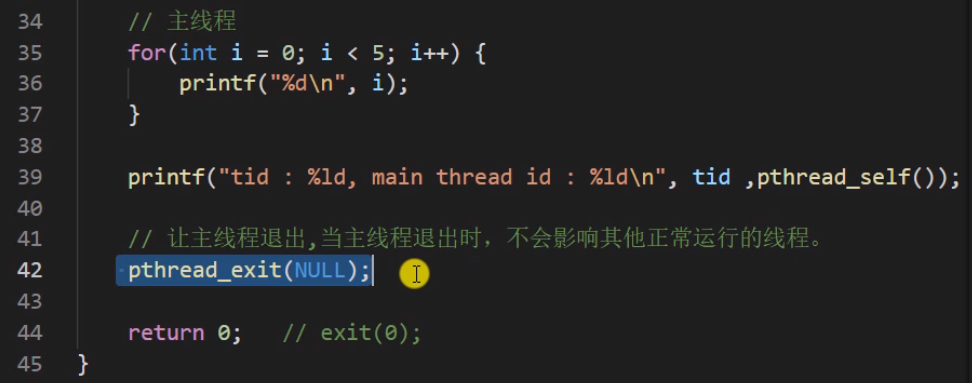 34 // 主线程
35 for(int i = 0; i < 5; i++) {
36 printf("%d\n", i);
37 }
38
39 printf("tid : %ld, main thread id : %ld\n", tid ,pthread_self());
40
41 // 让主线程退出,当主线程退出时，不会影响其他正常运行的线程。
42 pthread_exit(NULL);
43
44 return 0; // exit(0);
45 }